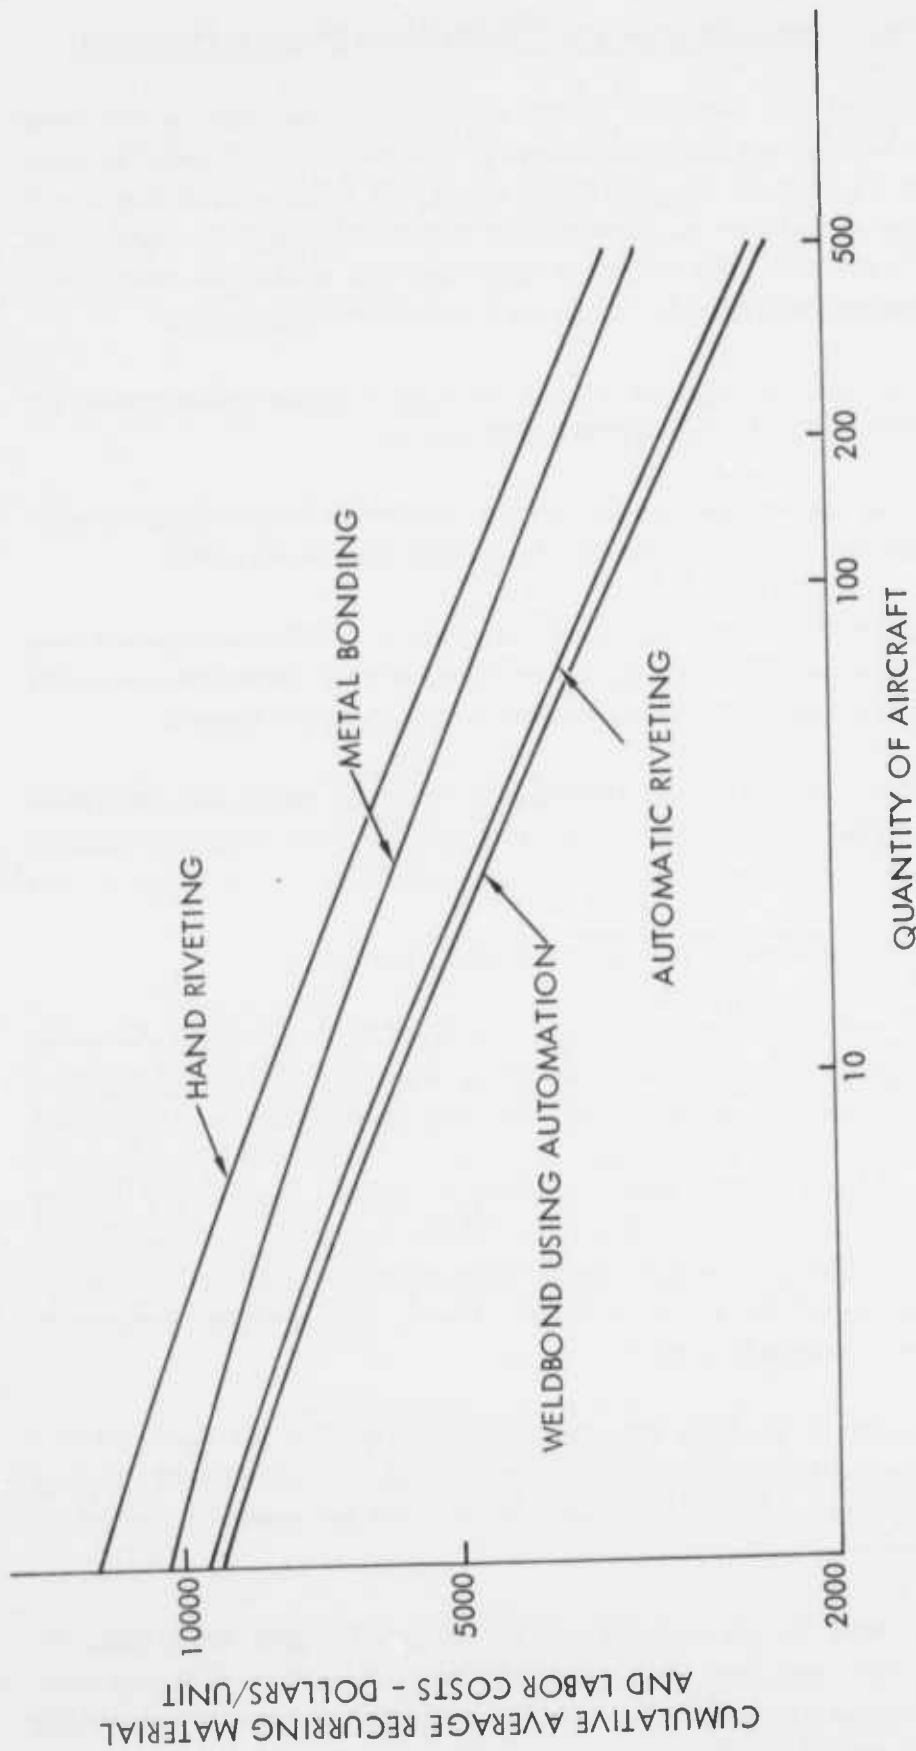 CUMULATIVE AVERAGE RECURRING MATERIAL
AND LABOR COSTS - DOLLARS/UNIT
10000
5000
2000
HAND RIVETING
METAL BONDING
WELDBOND USING AUTOMATION
AUTOMATIC RIVETING
10
100
200
500
QUANTITY OF AIRCRAFT